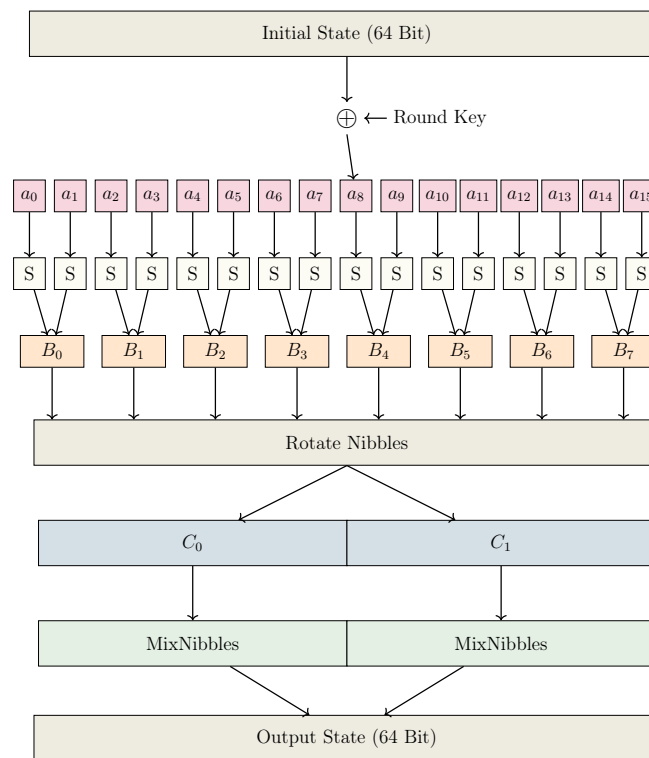 Initial State (64 Bit)
⊕ Round Key
a₀ a₁ a₂ a₃ a₄ a₅ a₆ a₇ a₈ a₉ a₁₀ a₁₁ a₁₂ a₁₃ a₁₄ a₁₅
S S S S S S S S S S S S S S S S
B₀ B₁ B₂ B₃ B₄ B₅ B₆ B₇
Rotate Nibbles
C₀ C₁
MixNibbles MixNibbles
Output State (64 Bit)